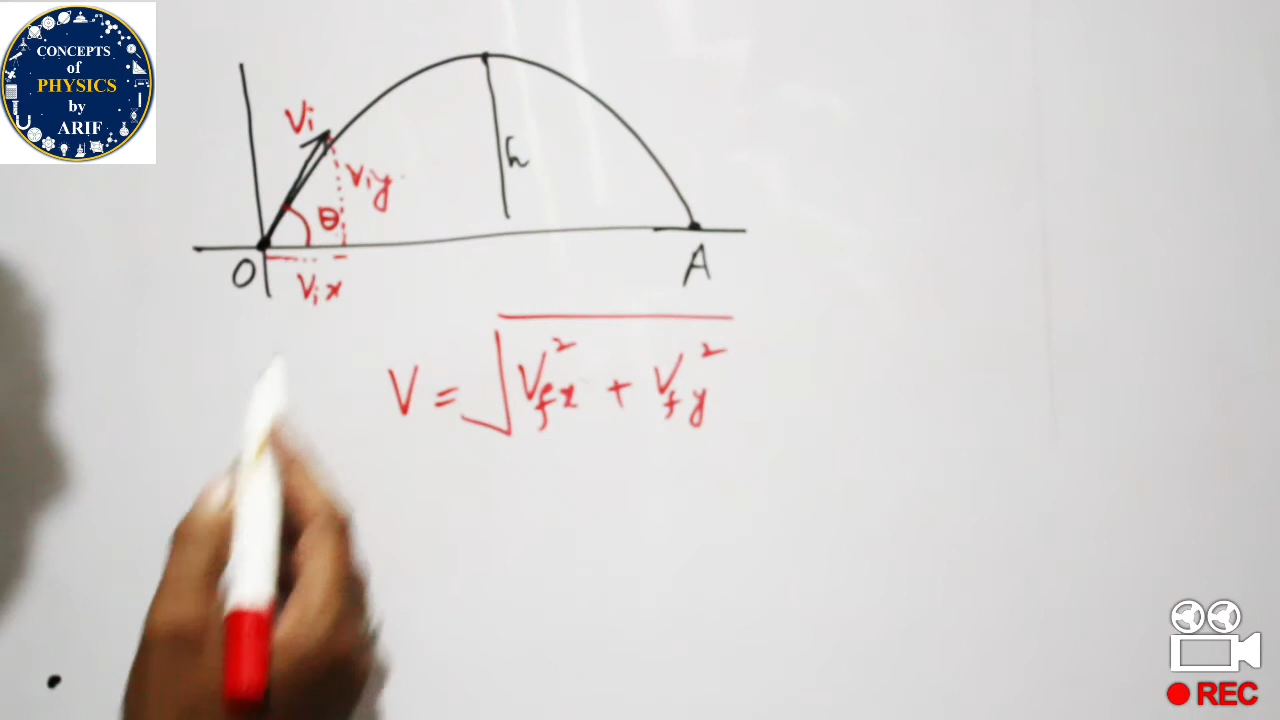 CONCEPTS
of
PHYSICS
by
ARIF
Vi
Viy
h
θ
O
Vix
A
V = √Vfx² + Vfy²
REC